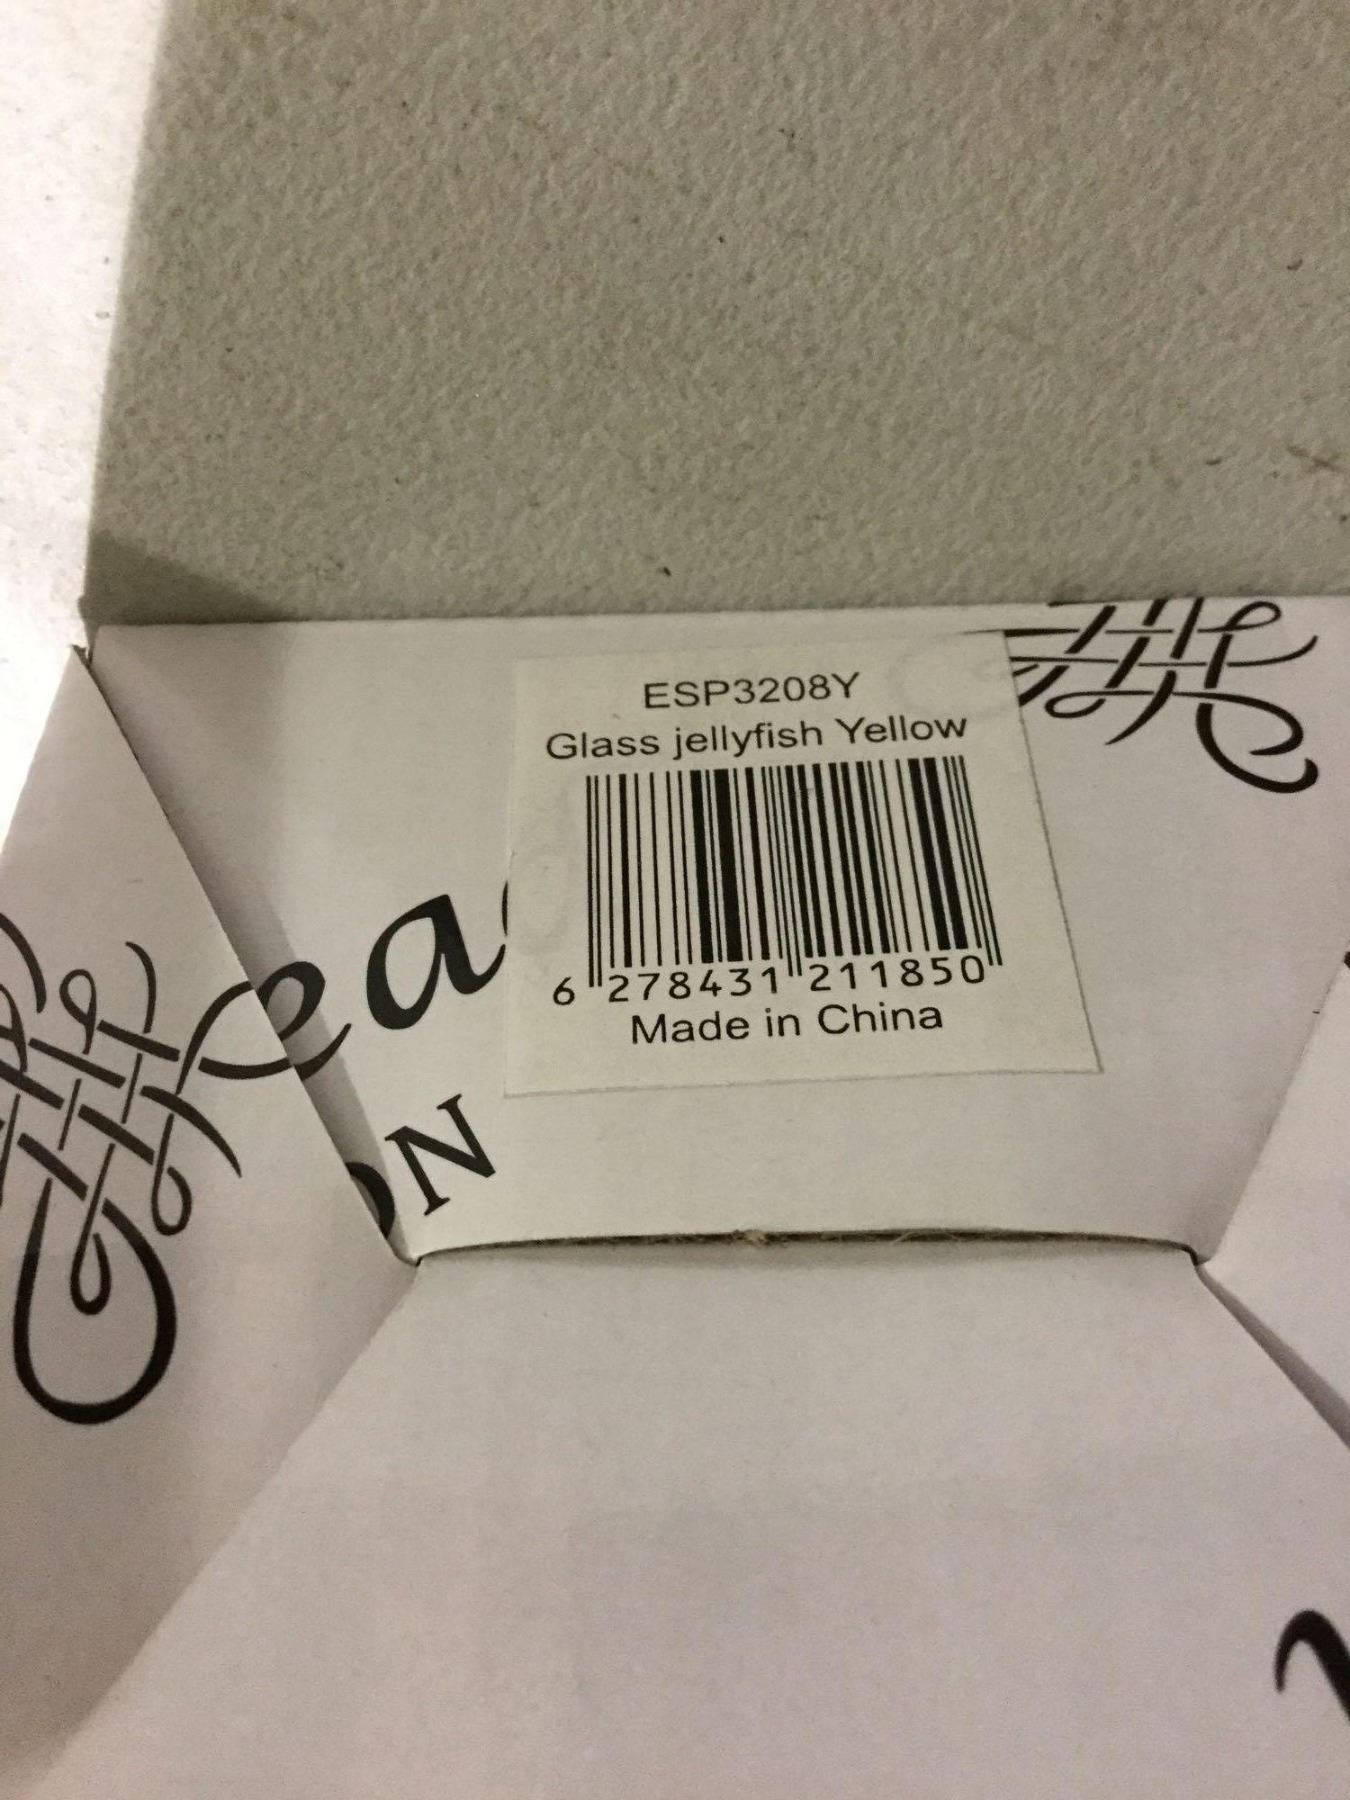 ESP3208Y
Glass jellyfish Yellow
6 278431 211850
Made in China